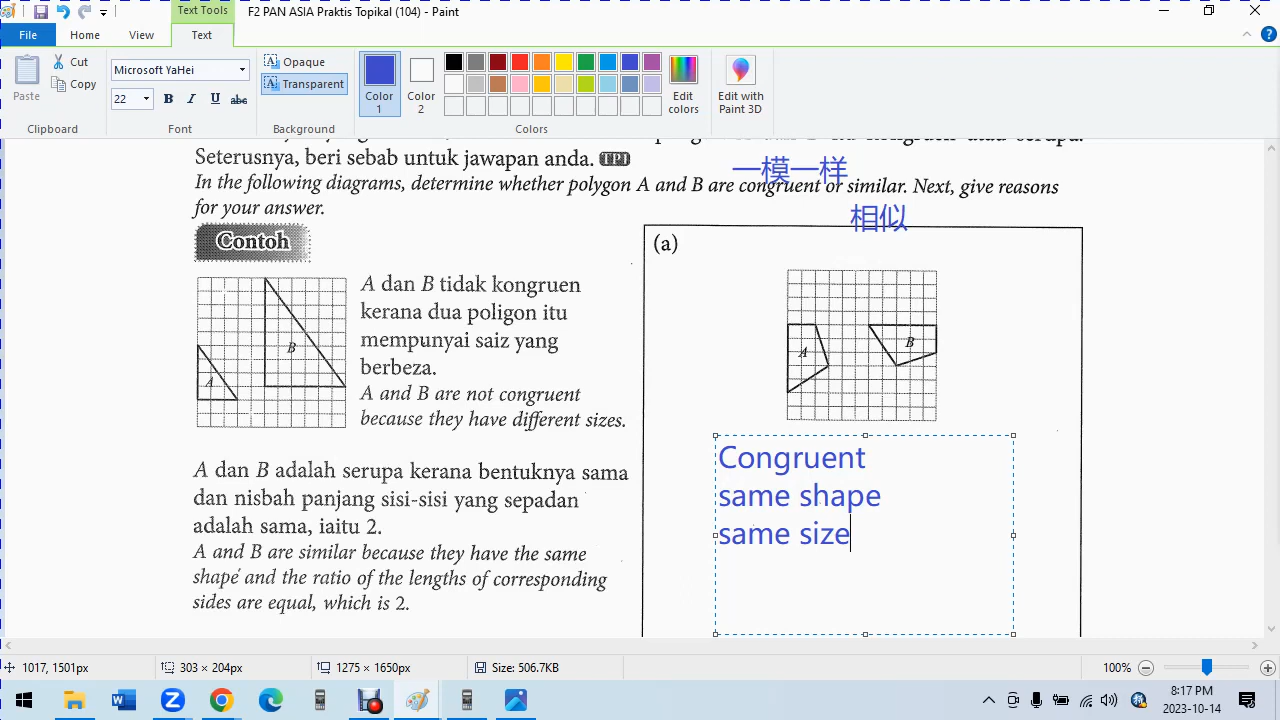 Text Tools
F2 PAN ASIA Praktis Topikal (104) - Paint
File
Home
View
Text
Paste
Cut
Copy
Clipboard
Microsoft YaHei
22
B I U abc
Font
Opaque
Transparent
Background
Color 1
Color 2
Edit colors
Edit with Paint 3D
Colors
Seterusnya, beri sebab untuk jawapan anda. TP1
一模一样
In the following diagrams, determine whether polygon A and B are congruent or similar. Next, give reasons
for your answer.
相似
Contoh
A
B
A dan B tidak kongruen
kerana dua poligon itu
mempunyai saiz yang
berbeza.
A and B are not congruent
because they have different sizes.
A dan B adalah serupa kerana bentuknya sama
dan nisbah panjang sisi-sisi yang sepadan
adalah sama, iaitu 2.
A and B are similar because they have the same
shape and the ratio of the lengths of corresponding
sides are equal, which is 2.
(a)
A
B
Congruent
same shape
same size
1017, 1501px
303 × 204px
1275 × 1650px
Size: 506.7KB
100%
8:17 PM
2023-10-14